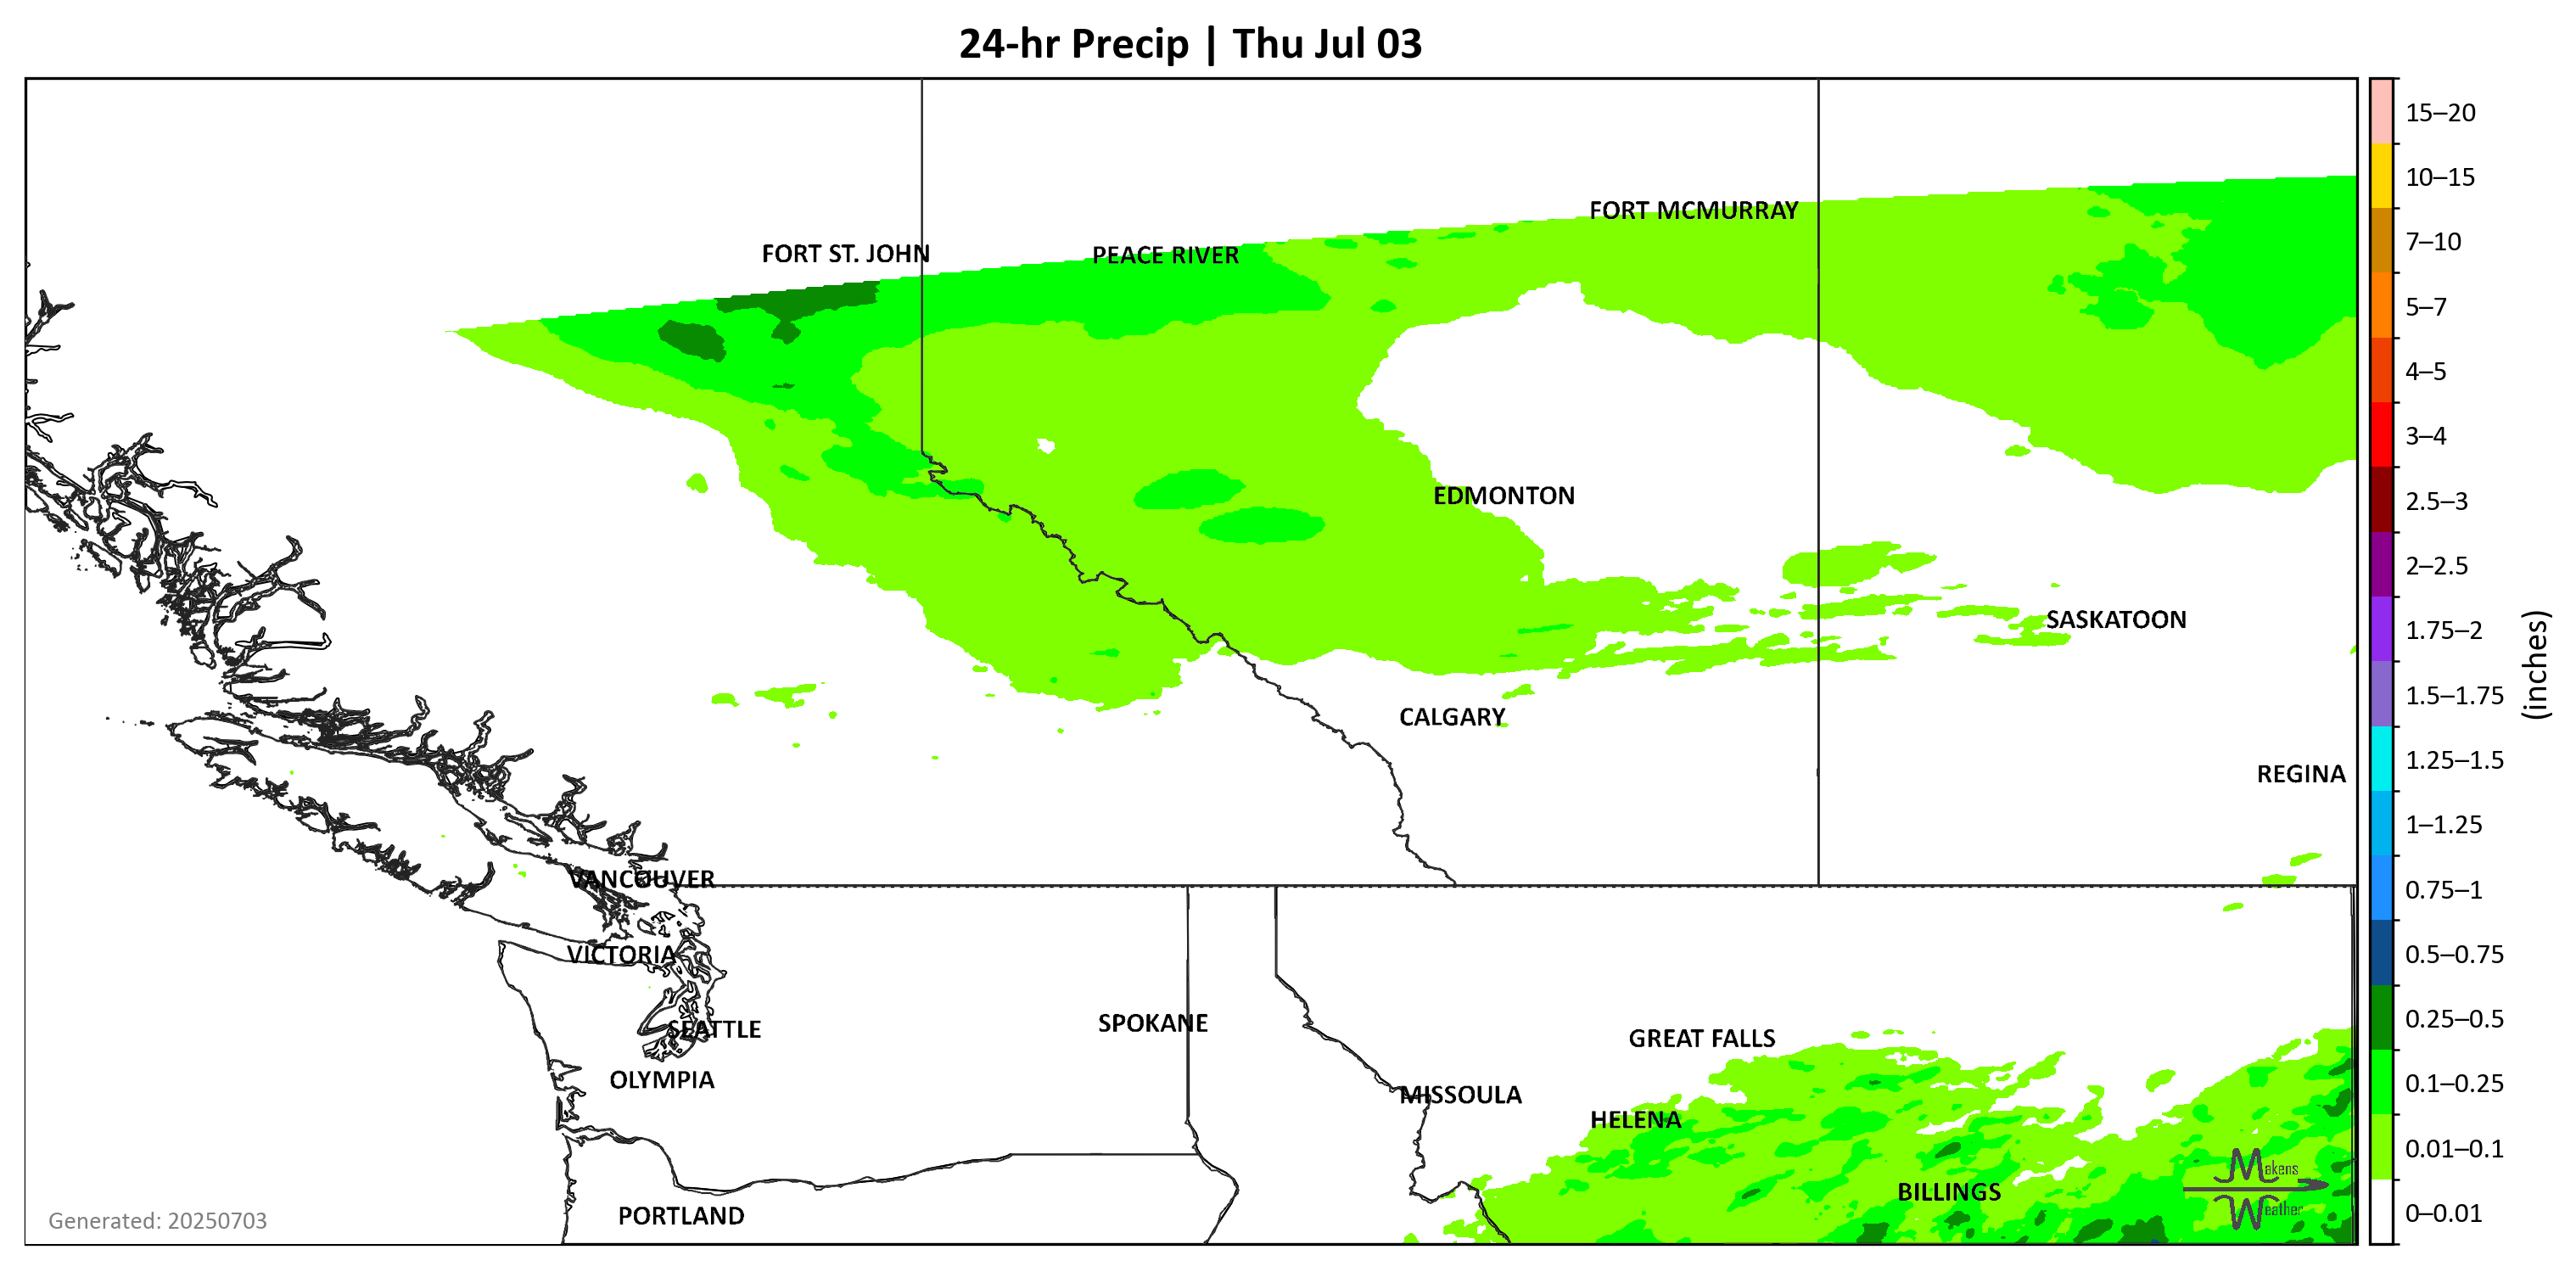 24-hr Precip | Thu Jul 03
15–20
10–15
7–10
5–7
4–5
3–4
2.5–3
2–2.5
1.75–2
1.5–1.75
1.25–1.5
1–1.25
0.75–1
0.5–0.75
0.25–0.5
0.1–0.25
0.01–0.1
0–0.01
(inches)
FORT MCMURRAY
FORT ST. JOHN
PEACE RIVER
EDMONTON
SASKATOON
CALGARY
REGINA
VANCOUVER
VICTORIA
SPOKANE
SEATTLE
GREAT FALLS
OLYMPIA
MISSOULA
HELENA
BILLINGS
PORTLAND
Makens
Weather
Generated: 20250703